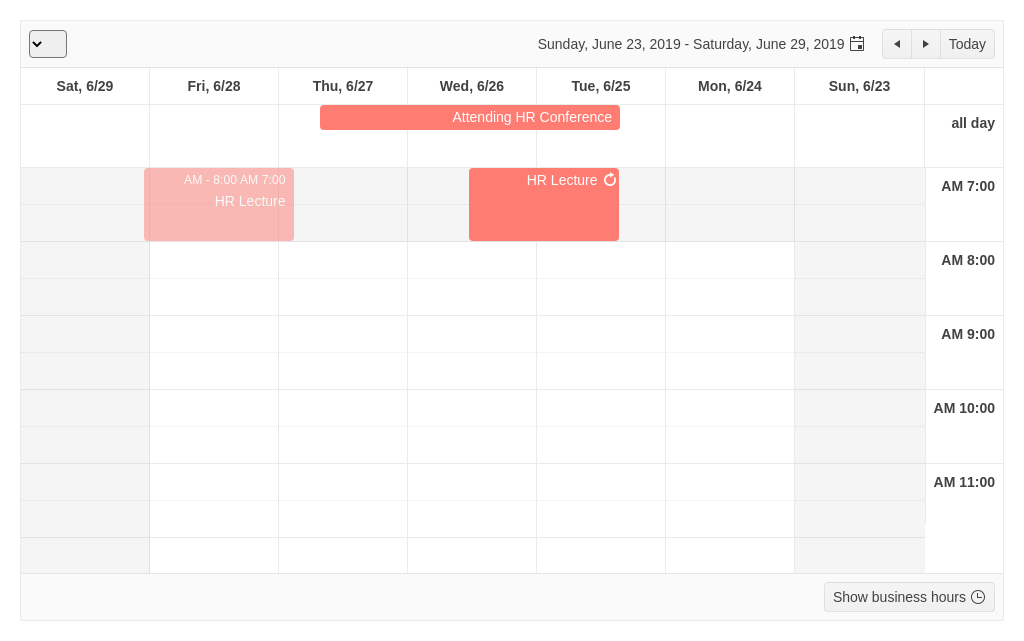 Sunday, June 23, 2019 - Saturday, June 29, 2019
Today
Sat, 6/29
Fri, 6/28
Thu, 6/27
Wed, 6/26
Tue, 6/25
Mon, 6/24
Sun, 6/23
all day
Attending HR Conference
AM 7:00
AM - 8:00 AM 7:00
HR Lecture
HR Lecture
AM 8:00
AM 9:00
AM 10:00
AM 11:00
Show business hours